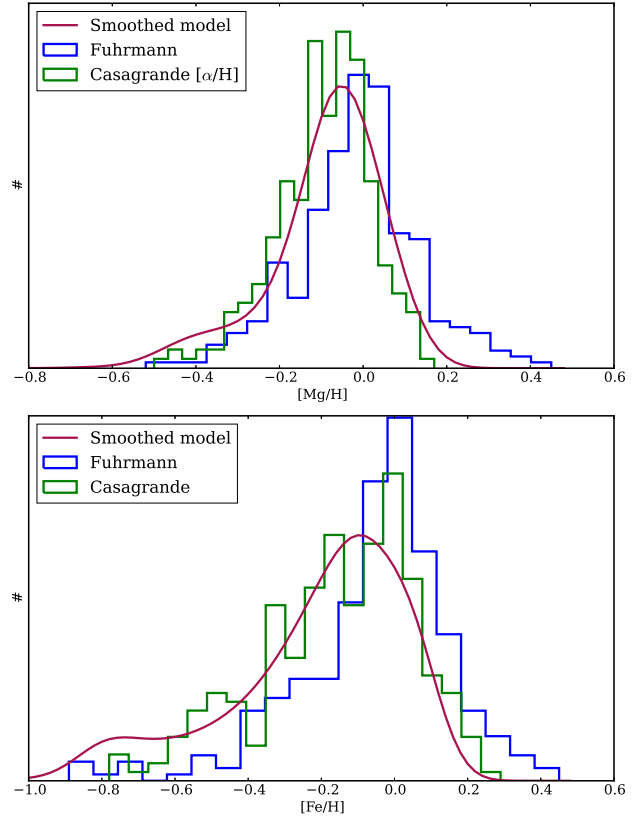 Smoothed model
Fuhrmann
Casagrande [α/H]
#
−0.8 −0.6 −0.4 −0.2 0.0 0.2 0.4 0.6
[Mg/H]
Smoothed model
Fuhrmann
Casagrande
#
−1.0 −0.8 −0.6 −0.4 −0.2 0.0 0.2 0.4 0.6
[Fe/H]